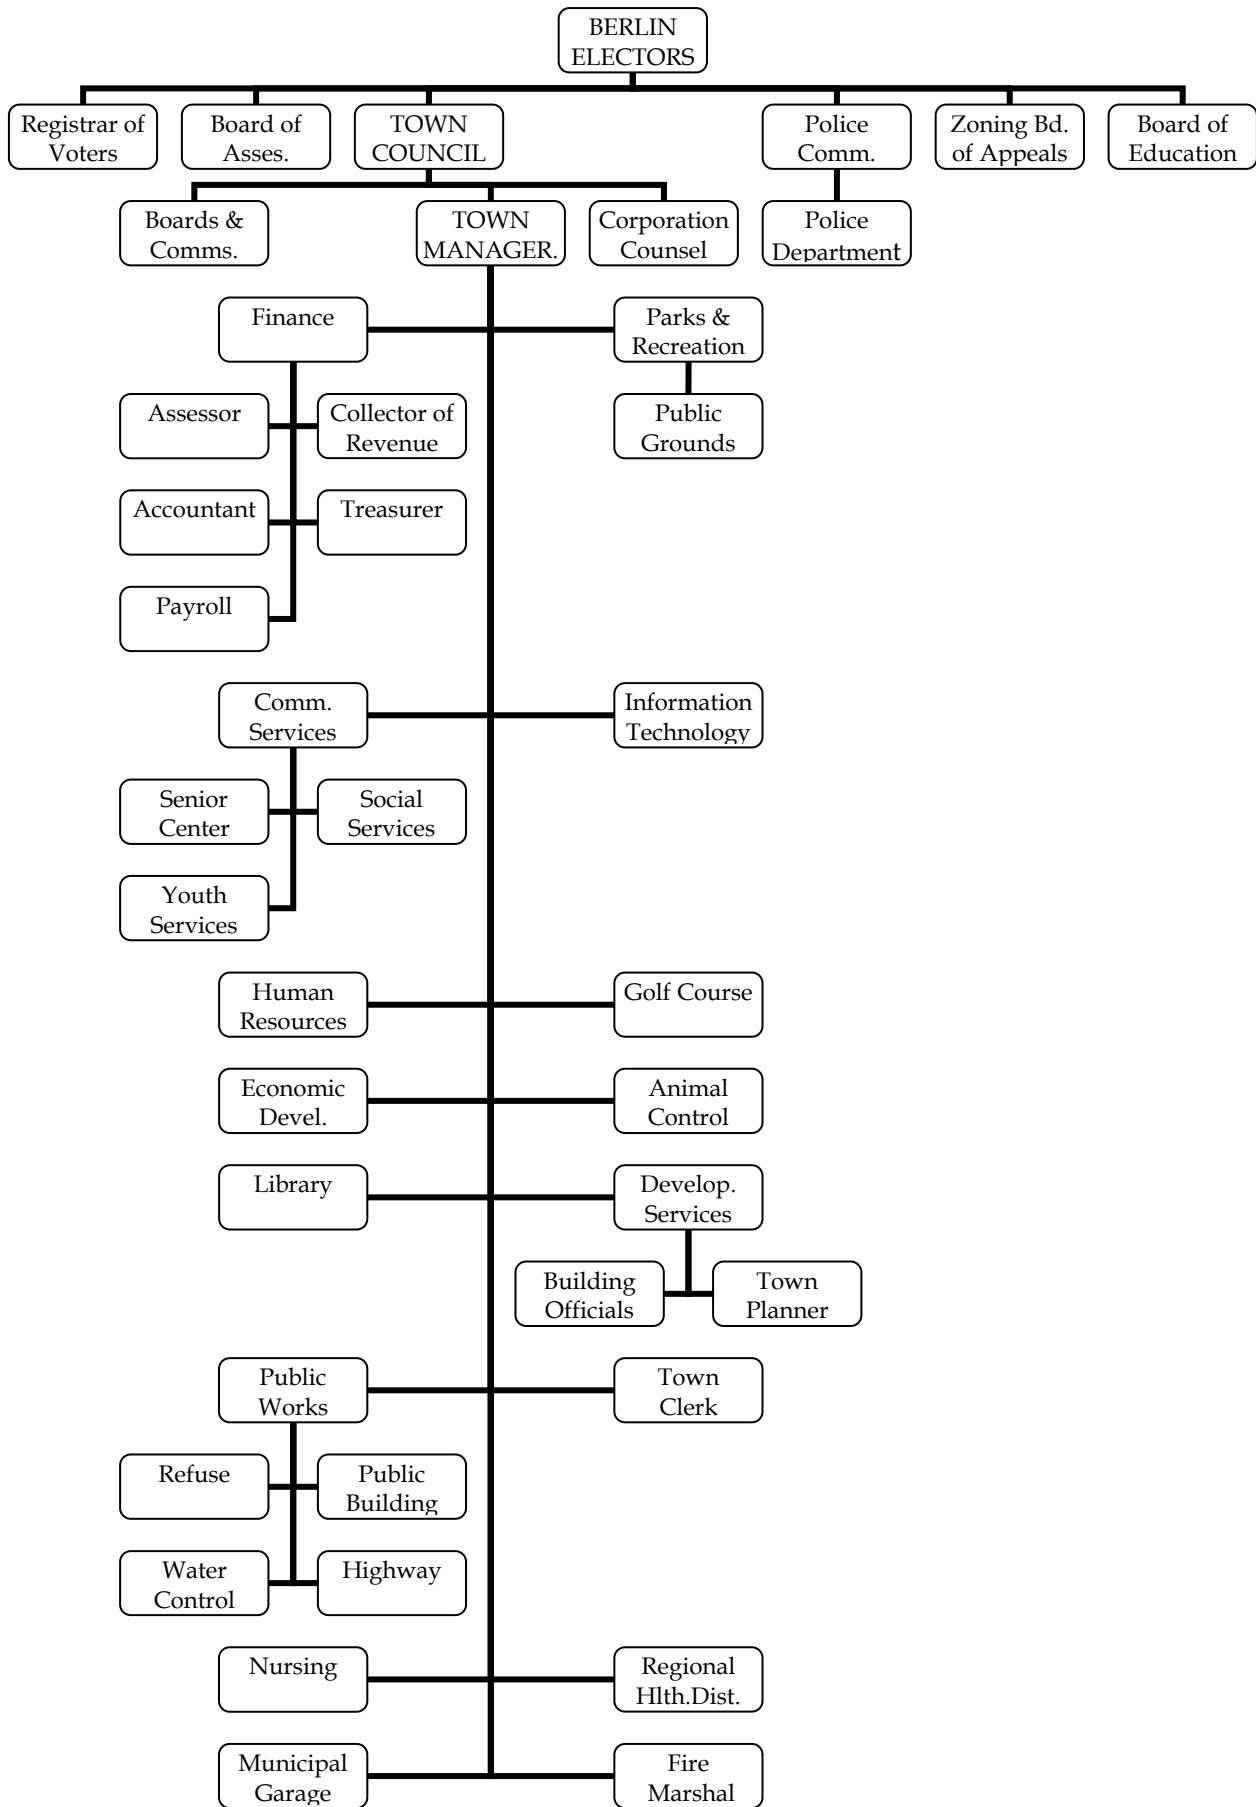 BERLIN
ELECTORS
Registrar of
Voters
Board of
Asses.
TOWN
COUNCIL
Police
Comm.
Zoning Bd.
of Appeals
Board of
Education
Boards &
Comms.
TOWN
MANAGER.
Corporation
Counsel
Police
Department
Finance
Parks &
Recreation
Assessor
Collector of
Revenue
Public
Grounds
Accountant
Treasurer
Payroll
Comm.
Services
Information
Technology
Senior
Center
Social
Services
Youth
Services
Human
Resources
Golf Course
Economic
Devel.
Animal
Control
Library
Develop.
Services
Building
Officials
Town
Planner
Public
Works
Town
Clerk
Refuse
Public
Building
Water
Control
Highway
Nursing
Regional
Hlth.Dist.
Municipal
Garage
Fire
Marshal